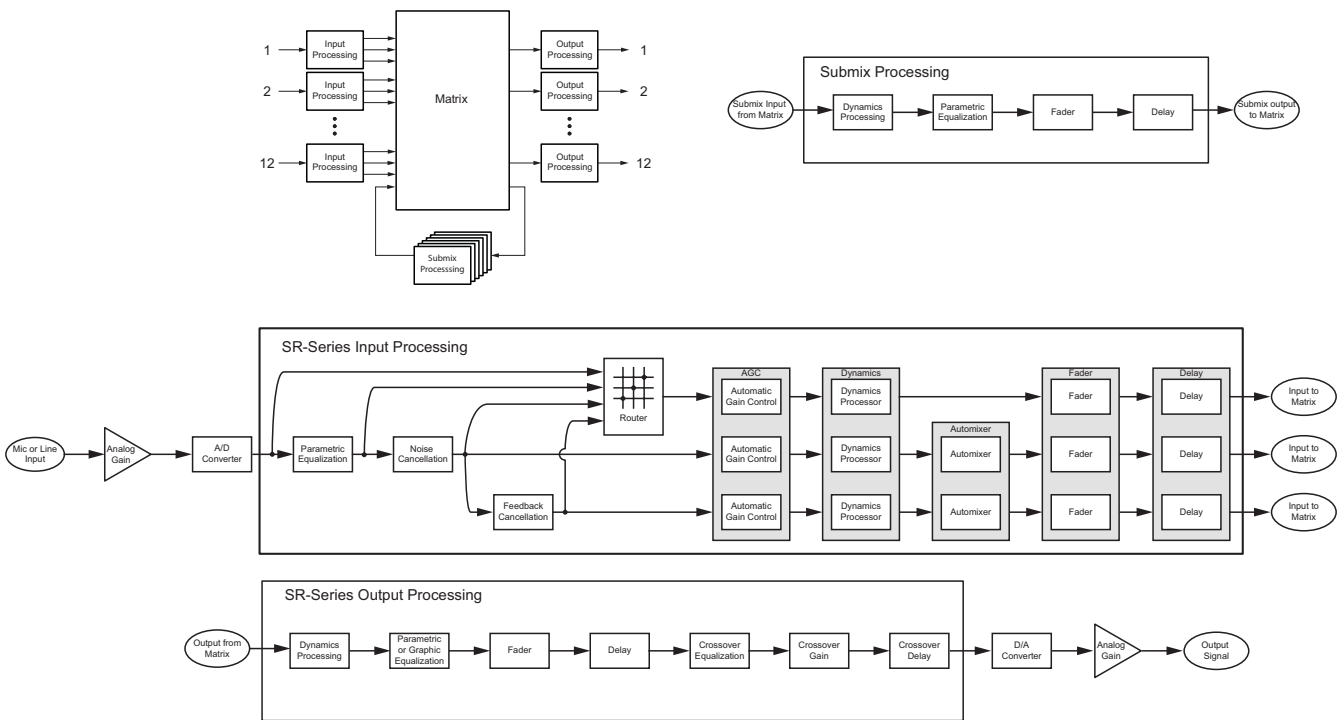 1
Input
Processing
Output
Processing
1
2
Input
Processing
Matrix
Output
Processing
2
12
Input
Processing
Output
Processing
12
Submix
Processsing
Submix Processing
Submix Input
from Matrix
Dynamics
Processing
Parametric
Equalization
Fader
Delay
Submix output
to Matrix
SR-Series Input Processing
Mic or Line
Input
Analog
Gain
A/D
Converter
Parametric
Equalization
Noise
Cancellation
Feedback
Cancellation
Router
AGC
Automatic
Gain Control
Automatic
Gain Control
Automatic
Gain Control
Dynamics
Dynamics
Processor
Dynamics
Processor
Dynamics
Processor
Automixer
Automixer
Automixer
Fader
Fader
Fader
Fader
Delay
Delay
Delay
Delay
Input to
Matrix
Input to
Matrix
Input to
Matrix
SR-Series Output Processing
Output from
Matrix
Dynamics
Processing
Parametric
or Graphic
Equalization
Fader
Delay
Crossover
Equalization
Crossover
Gain
Crossover
Delay
D/A
Converter
Analog
Gain
Output
Signal